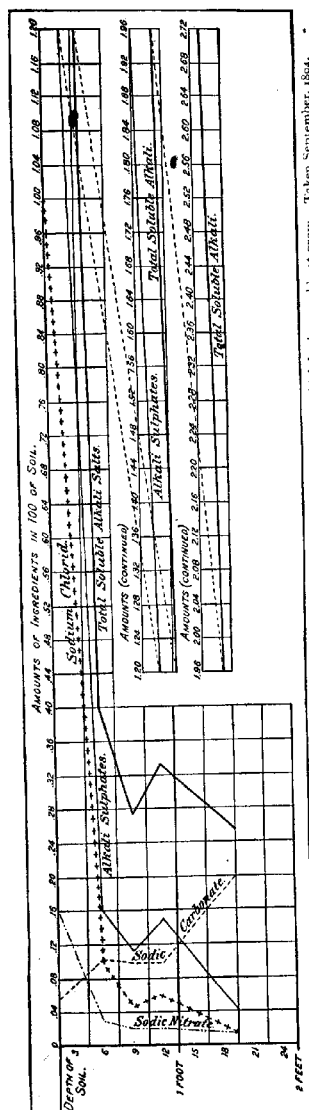 AMOUNTS OF INGREDIENTS IN 100 OF SOIL.
0 .04 .08 .12 .16 .20 .24 .28 .32 .36 .40 .44 .48 .52 .56 .60 .64 .68 .72 .76 .80 .84 .88 .92 .96 1.00 1.04 1.08 1.12 1.16 1.20
DEPTH OF
SOIL.
3
6
9
12
1 FOOT
15
18
21
24
2 FEET
Sodium Chlorid.
Alkali Sulphates.
Total Soluble Alkali Salts.
Sodic Carbonate
Sodic Nitrate
AMOUNTS (CONTINUED)
1.20 1.24 1.28 1.32 1.36 1.40 1.44 1.48 1.52 1.56 1.60 1.64 1.68 1.72 1.76 1.80 1.84 1.88 1.92 1.96
Alkali Sulphates. Total Soluble Alkali.
AMOUNTS (CONTINUED)
1.96 2.00 2.04 2.08 2.12 2.16 2.20 2.24 2.28 2.32 2.36 2.40 2.44 2.48 2.52 2.56 2.60 2.64 2.68 2.72
Total Soluble Alkali.
Taken September, 1894.